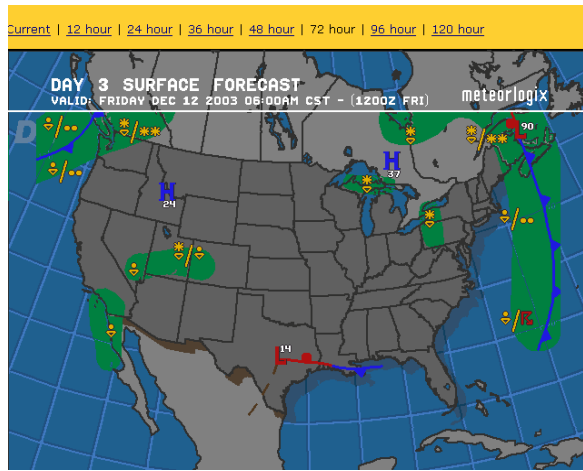 Current | 12 hour | 24 hour | 36 hour | 48 hour | 72 hour | 96 hour | 120 hour
DAY 3 SURFACE FORECAST
VALID: FRIDAY DEC 12 2003 06:00AM CST - (1200Z FRI)
meteorlogix
D
L 90
H 37
H 24
L 14